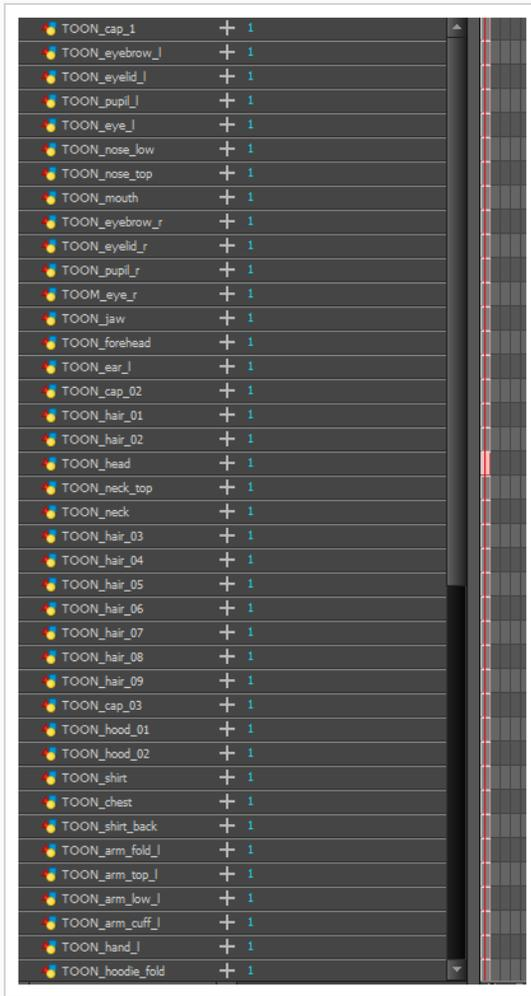 TOON_cap_1 1
TOON_eyebrow_l 1
TOON_eyelid_l 1
TOON_pupil_l 1
TOON_eye_l 1
TOON_nose_low 1
TOON_nose_top 1
TOON_mouth 1
TOON_eyebrow_r 1
TOON_eyelid_r 1
TOON_pupil_r 1
TOOM_eye_r 1
TOON_jaw 1
TOON_forehead 1
TOON_ear_l 1
TOON_cap_02 1
TOON_hair_01 1
TOON_hair_02 1
TOON_head 1
TOON_neck_top 1
TOON_neck 1
TOON_hair_03 1
TOON_hair_04 1
TOON_hair_05 1
TOON_hair_06 1
TOON_hair_07 1
TOON_hair_08 1
TOON_hair_09 1
TOON_cap_03 1
TOON_hood_01 1
TOON_hood_02 1
TOON_shirt 1
TOON_chest 1
TOON_shirt_back 1
TOON_arm_fold_l 1
TOON_arm_top_l 1
TOON_arm_low_l 1
TOON_arm_cuff_l 1
TOON_hand_l 1
TOON_hoodie_fold 1